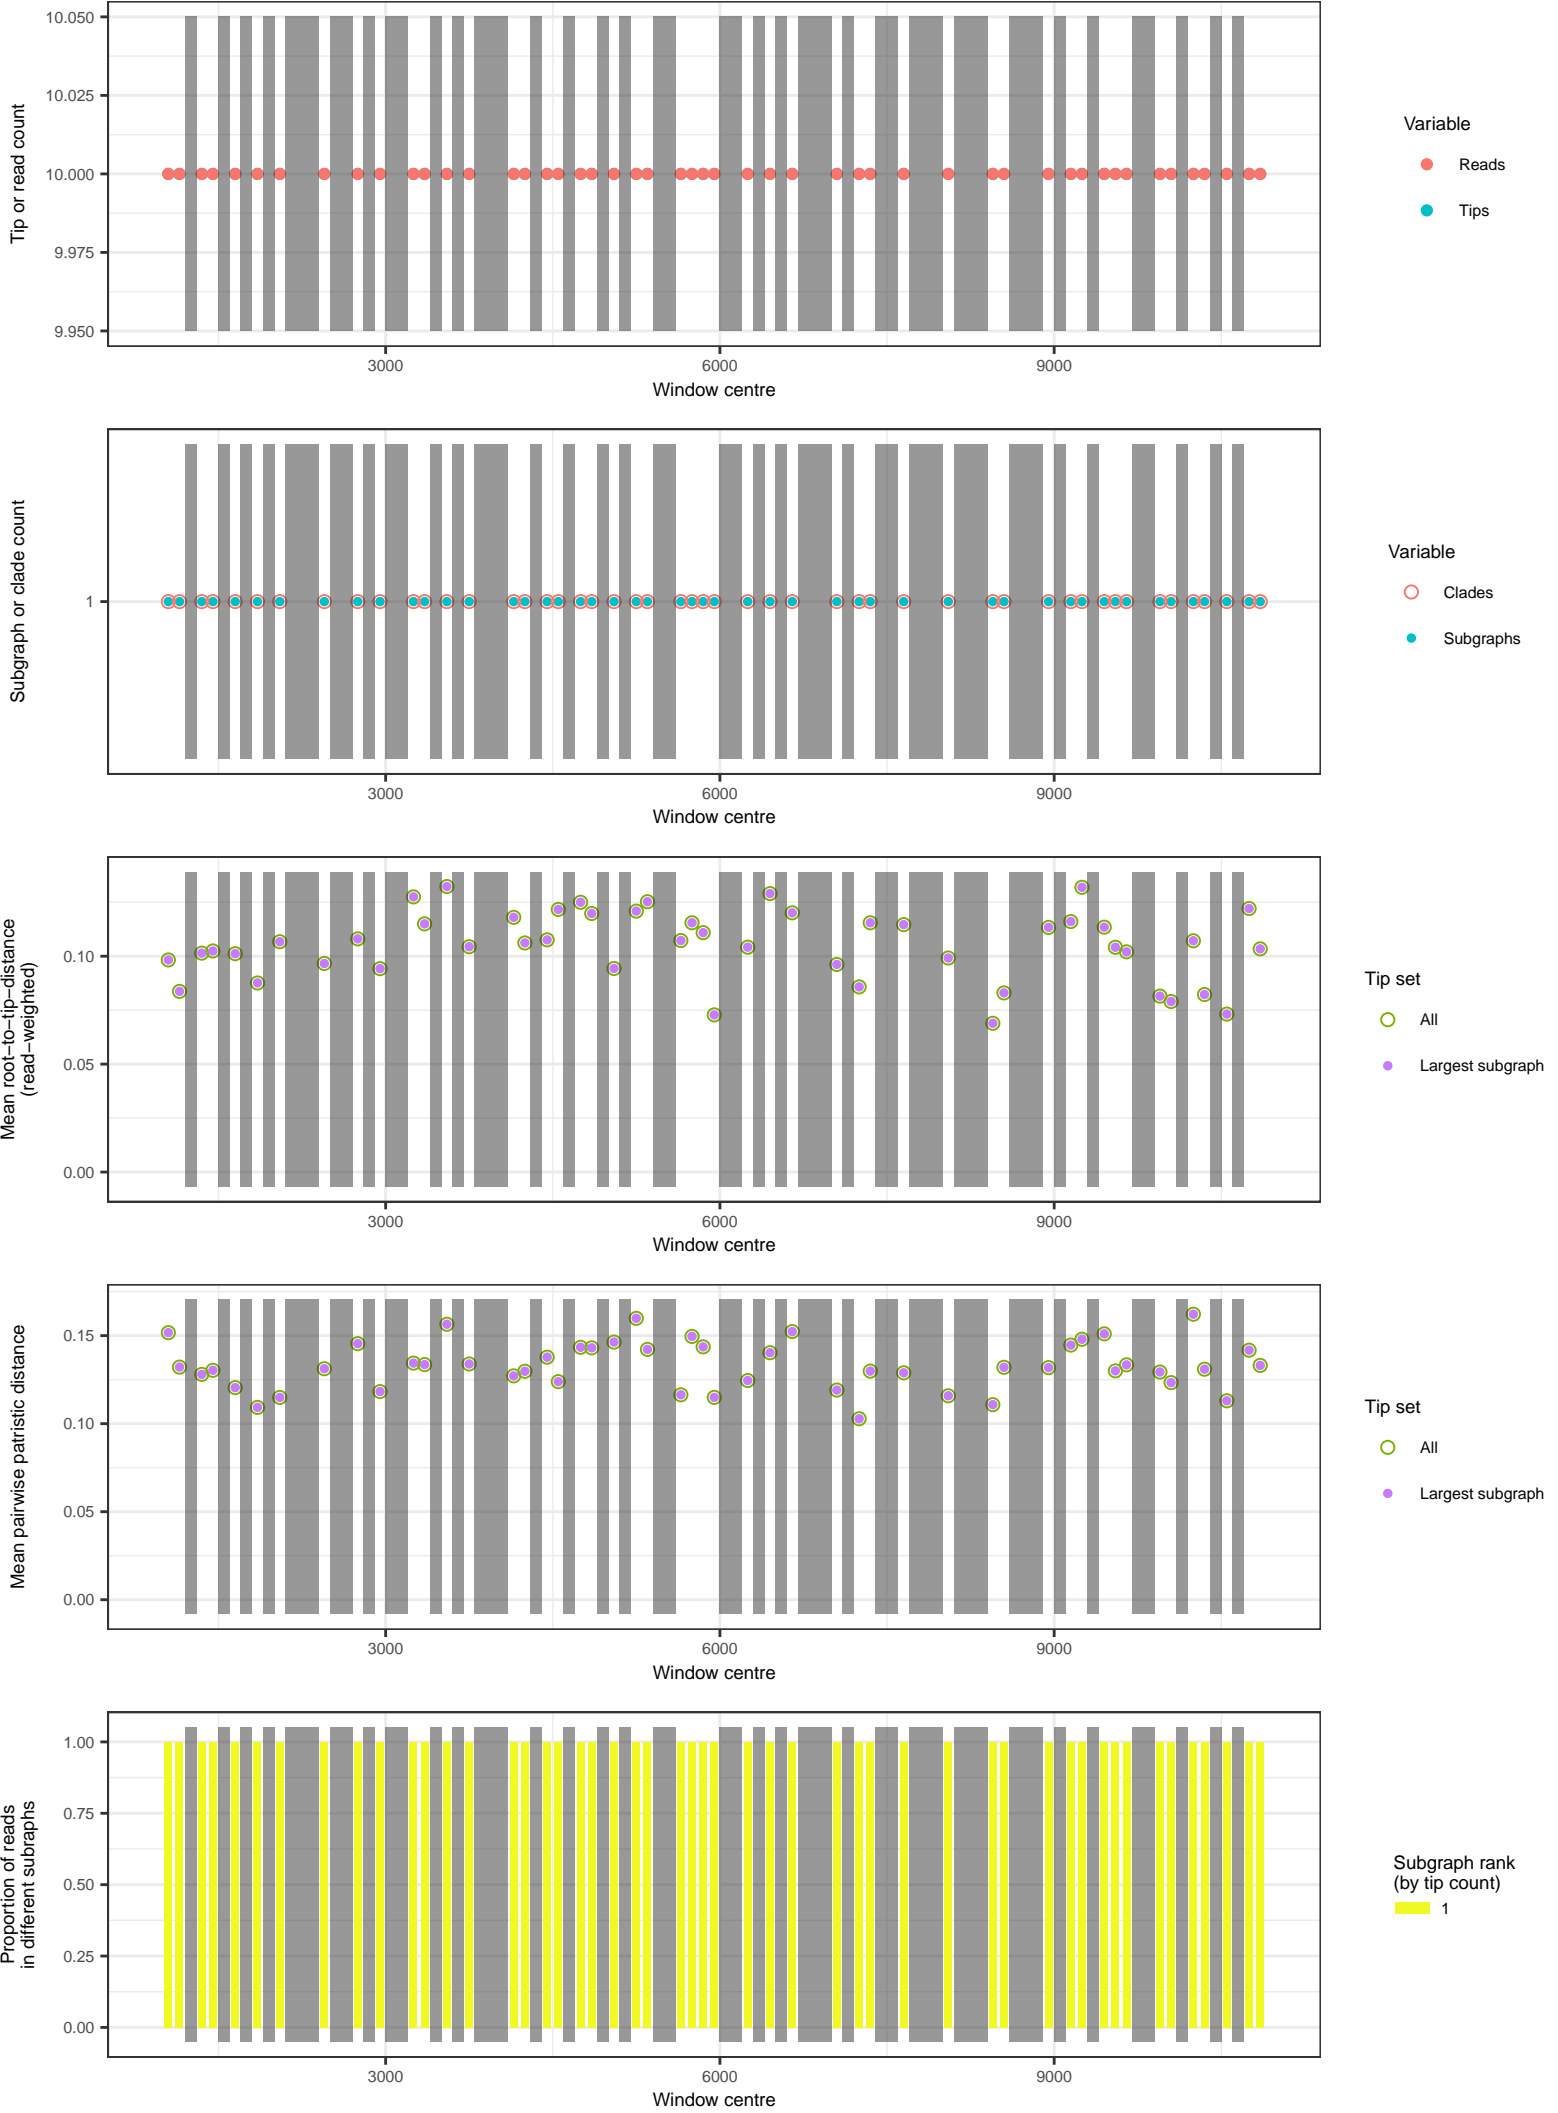 10.050
10.025
10.000
9.975
9.950
Tip or read count
3000
6000
9000
Window centre
Variable
Reads
Tips
1
Subgraph or clade count
3000
6000
9000
Window centre
Variable
Clades
Subgraphs
0.10
0.05
0.00
Mean root−to−tip−distance
(read−weighted)
3000
6000
9000
Window centre
Tip set
All
Largest subgraph
0.15
0.10
0.05
0.00
Mean pairwise patristic distance
3000
6000
9000
Window centre
Tip set
All
Largest subgraph
1.00
0.75
0.50
0.25
0.00
Proportion of reads
in different subraphs
3000
6000
9000
Window centre
Subgraph rank
(by tip count)
1